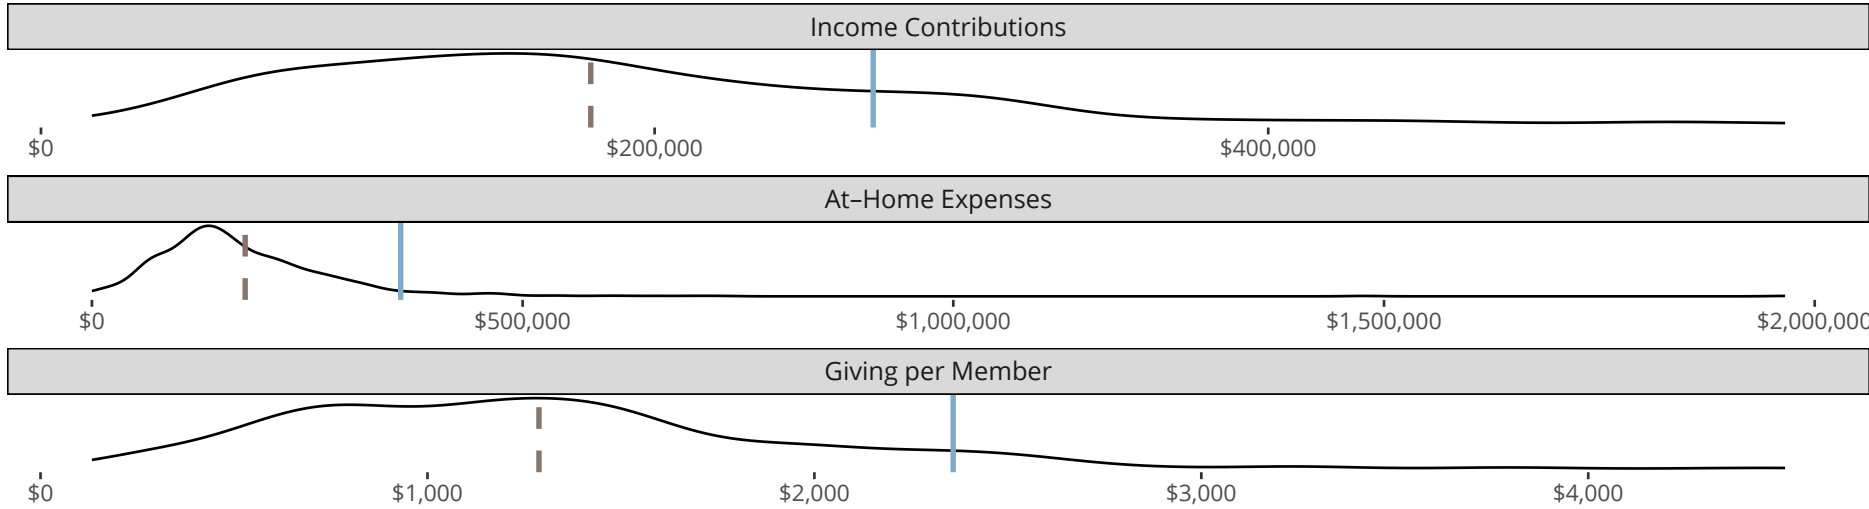 Income Contributions
$0 $200,000 $400,000
At–Home Expenses
$0 $500,000 $1,000,000 $1,500,000 $2,000,000
Giving per Member
$0 $1,000 $2,000 $3,000 $4,000